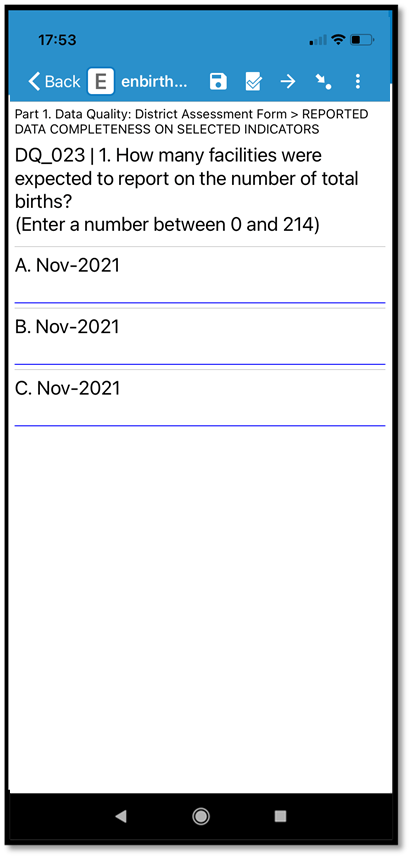 17:53
Back E enbirth...
Part 1. Data Quality: District Assessment Form > REPORTED
DATA COMPLETENESS ON SELECTED INDICATORS
DQ_023 | 1. How many facilities were
expected to report on the number of total
births?
(Enter a number between 0 and 214)
A. Nov-2021
B. Nov-2021
C. Nov-2021